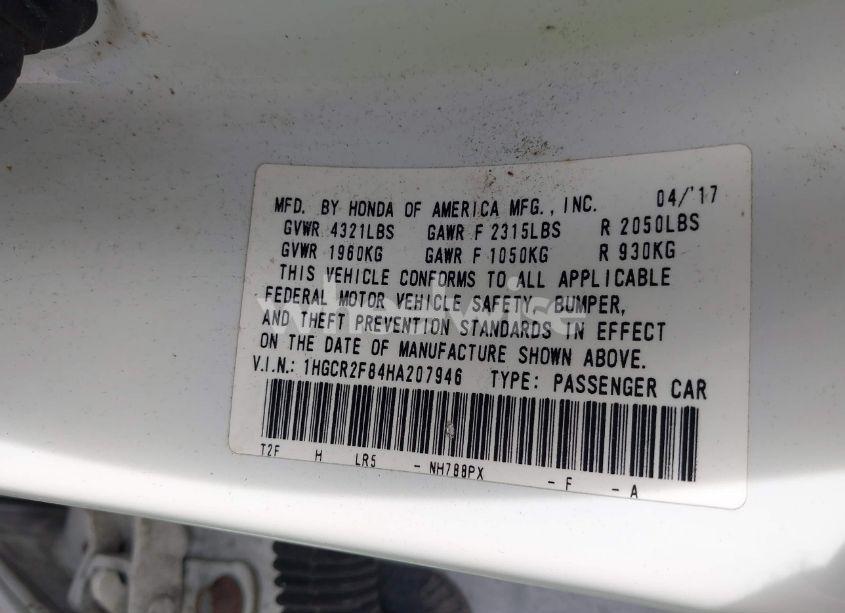 MFD. BY HONDA OF AMERICA MFG., INC. 04/'17
GVWR 4321LBS GAWR F 2315LBS R 2050LBS
GVWR 1960KG GAWR F 1050KG R 930KG
THIS VEHICLE CONFORMS TO ALL APPLICABLE
FEDERAL MOTOR VEHICLE SAFETY, BUMPER,
AND THEFT PREVENTION STANDARDS IN EFFECT
ON THE DATE OF MANUFACTURE SHOWN ABOVE.
V.I.N.: 1HGCR2F84HA207946 TYPE: PASSENGER CAR
T2F H LR5 - NH788PX - F - A
wheelwise